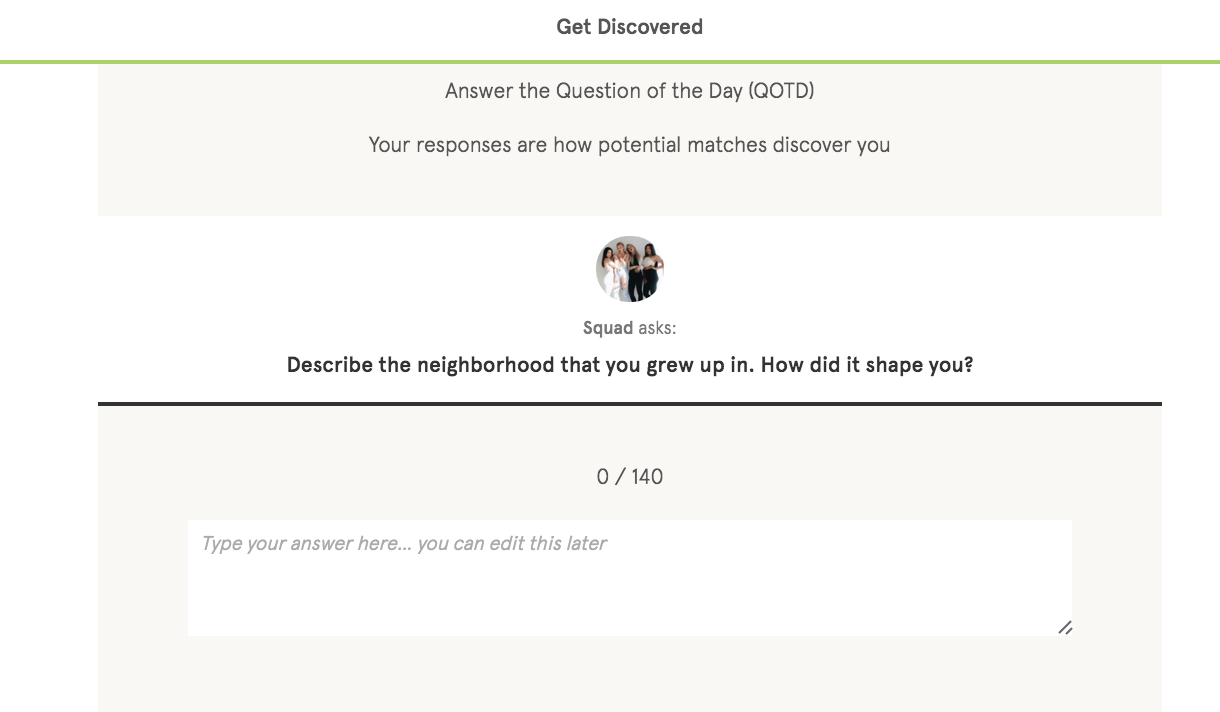 Get Discovered
Answer the Question of the Day (QOTD)
Your responses are how potential matches discover you
Squad asks:
Describe the neighborhood that you grew up in. How did it shape you?
0 / 140
Type your answer here... you can edit this later